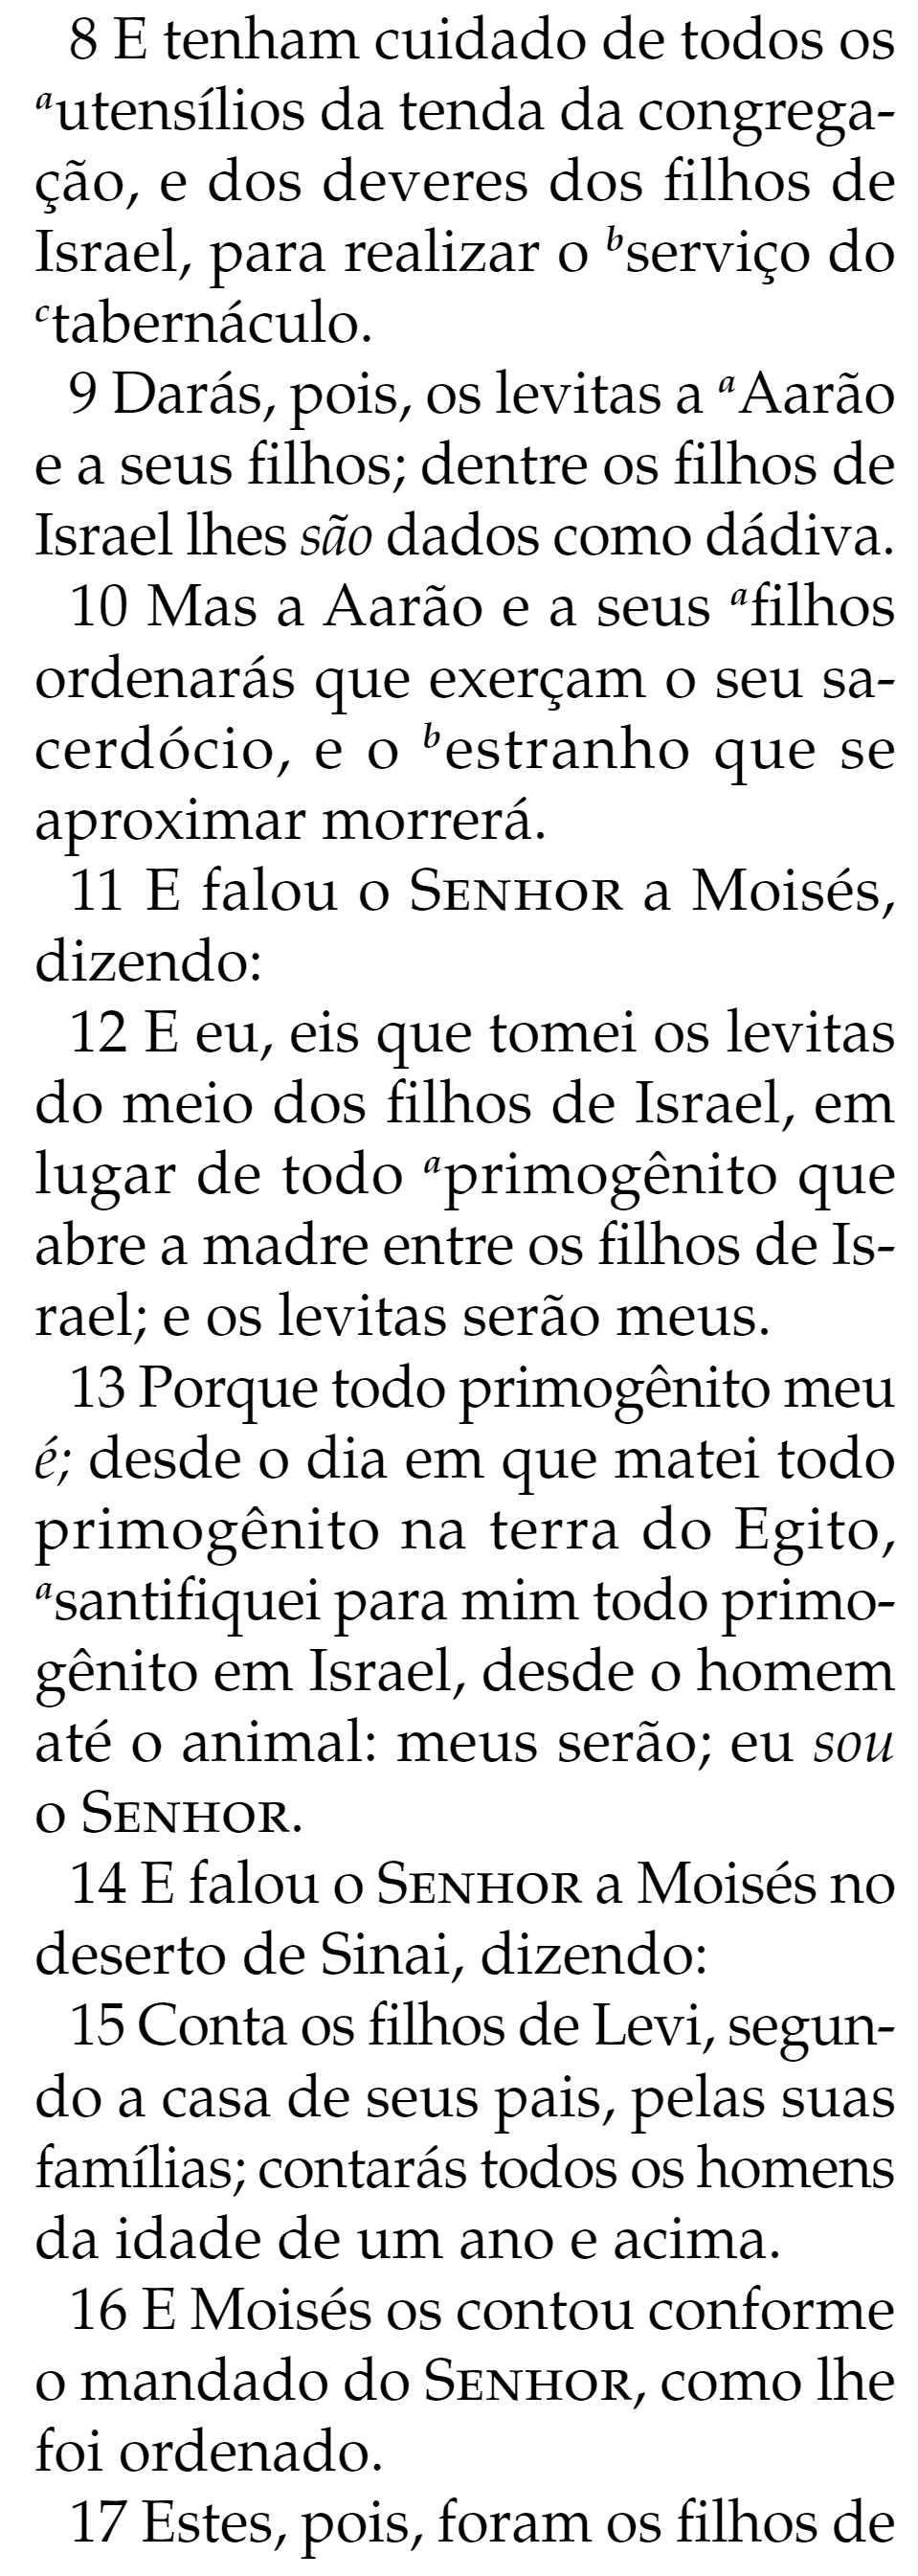 8 E tenham cuidado de todos os
ᵃutensílios da tenda da congrega-
ção, e dos deveres dos filhos de
Israel, para realizar o ᵇserviço do
ᶜtabernáculo.
9 Darás, pois, os levitas a ᵃAarão
e a seus filhos; dentre os filhos de
Israel lhes são dados como dádiva.
10 Mas a Aarão e a seus ᵃfilhos
ordenarás que exerçam o seu sa-
cerdócio, e o ᵇestranho que se
aproximar morrerá.
11 E falou o SENHOR a Moisés,
dizendo:
12 E eu, eis que tomei os levitas
do meio dos filhos de Israel, em
lugar de todo ᵃprimogênito que
abre a madre entre os filhos de Is-
rael; e os levitas serão meus.
13 Porque todo primogênito meu
é; desde o dia em que matei todo
primogênito na terra do Egito,
ᵃsantifiquei para mim todo primo-
gênito em Israel, desde o homem
até o animal: meus serão; eu sou
o SENHOR.
14 E falou o SENHOR a Moisés no
deserto de Sinai, dizendo:
15 Conta os filhos de Levi, segun-
do a casa de seus pais, pelas suas
famílias; contarás todos os homens
da idade de um ano e acima.
16 E Moisés os contou conforme
o mandado do SENHOR, como lhe
foi ordenado.
17 Estes, pois, foram os filhos de